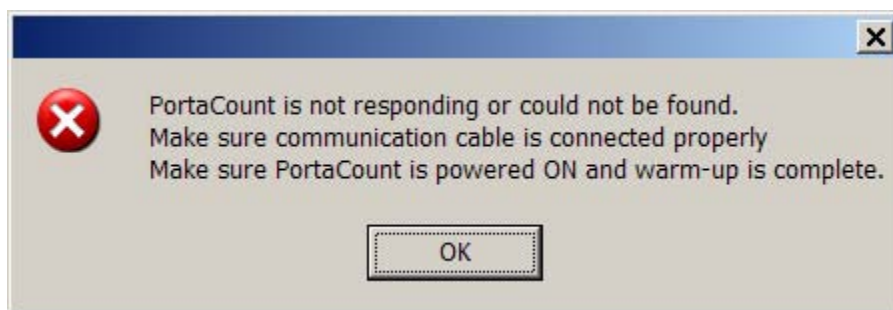 PortaCount is not responding or could not be found.
Make sure communication cable is connected properly
Make sure PortaCount is powered ON and warm-up is complete.
OK